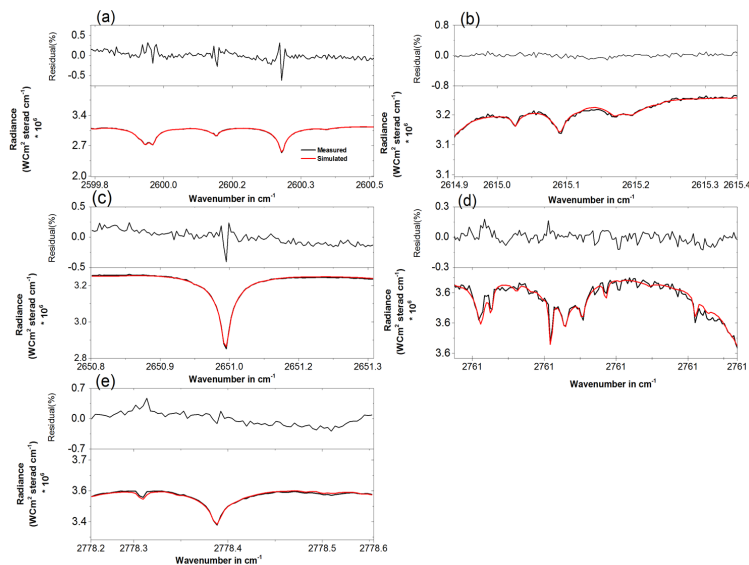 (a)
Residual(%)
0.5
0.0
-0.5
Radiance
(WCm² sterad cm⁻¹)
* 10⁶
3.4
2.7
2.0
Measured
Simulated
2599.8 2600.0 2600.2 2600.3 2600.5
Wavenumber in cm⁻¹
(b)
Residual(%)
0.8
0.0
-0.8
Radiance
(WCm² sterad cm⁻¹)
* 10⁶
3.2
3.1
3.1
2614.9 2615.0 2615.1 2615.2 2615.3 2615.4
Wavenumber in cm⁻¹
(c)
Residual(%)
0.5
0.0
-0.5
Radiance
(WCm² sterad cm⁻¹)
* 10⁶
3.2
3.0
2.8
2650.8 2650.9 2651.0 2651.2 2651.3
Wavenumber in cm⁻¹
(d)
Residual(%)
0.3
0.0
-0.3
Radiance
(WCm² sterad cm⁻¹)
* 10⁶
3.6
3.6
3.6
2761 2761 2761 2761 2761
Wavenumber in cm⁻¹
(e)
Residual(%)
0.7
0.0
-0.7
Radiance
(WCm² sterad cm⁻¹)
* 10⁶
3.7
3.6
3.4
2778.2 2778.3 2778.4 2778.5 2778.6
Wavenumber in cm⁻¹